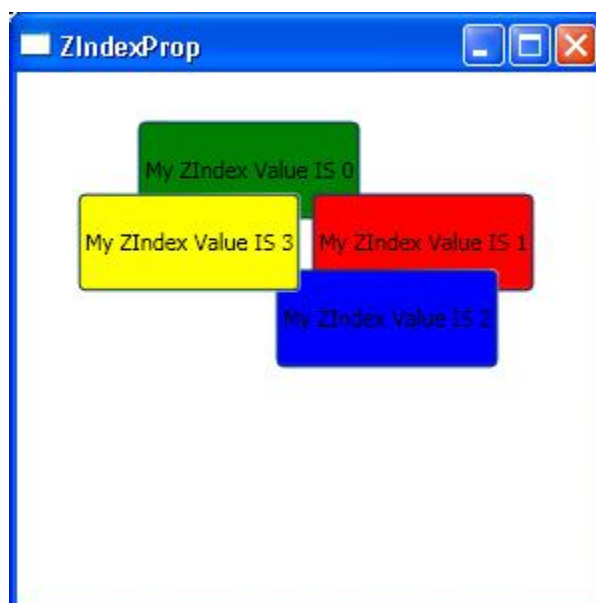 ZIndexProp
My ZIndex Value IS 0
My ZIndex Value IS 3
My ZIndex Value IS 1
My ZIndex Value IS 2